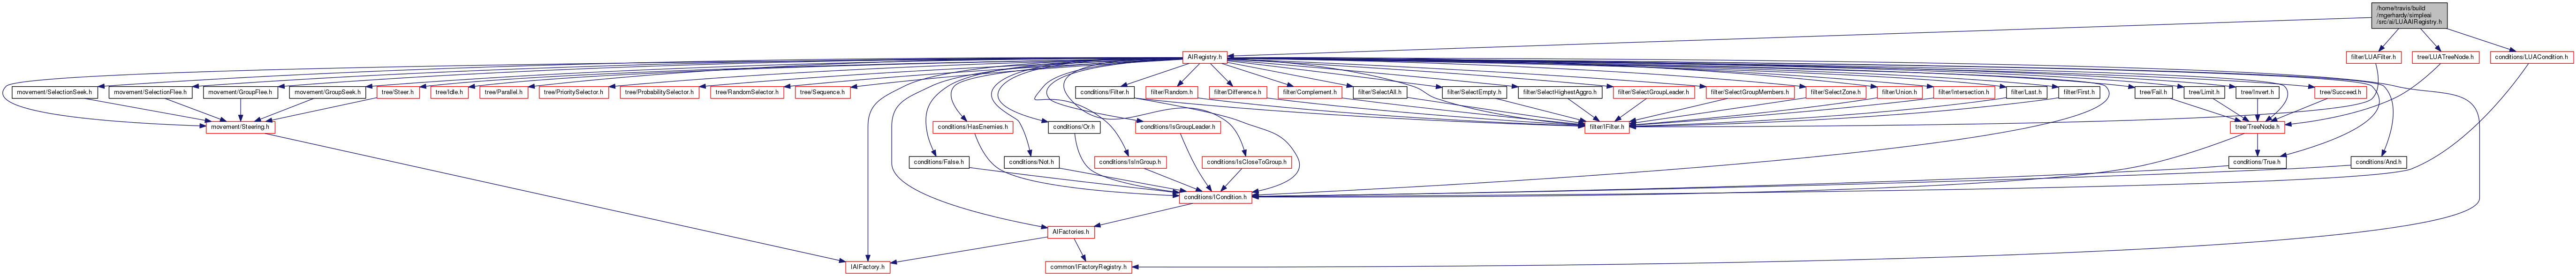 /home/travis/build
/mgerhardy/simpleai
/src/ai/LUAAIRegistry.h
AIRegistry.h
filter/LUAFilter.h
tree/LUATreeNode.h
conditions/LUACondition.h
movement/SelectionSeek.h
movement/SelectionFlee.h
movement/GroupFlee.h
movement/GroupSeek.h
tree/Steer.h
tree/Idle.h
tree/Parallel.h
tree/PrioritySelector.h
tree/ProbabilitySelector.h
tree/RandomSelector.h
tree/Sequence.h
conditions/Filter.h
filter/Random.h
filter/Difference.h
filter/Complement.h
filter/SelectAll.h
filter/SelectEmpty.h
filter/SelectHighestAggro.h
filter/SelectGroupLeader.h
filter/SelectGroupMembers.h
filter/SelectZone.h
filter/Union.h
filter/Intersection.h
filter/Last.h
filter/First.h
tree/Fail.h
tree/Limit.h
tree/Invert.h
tree/Succeed.h
movement/Steering.h
conditions/HasEnemies.h
conditions/Or.h
conditions/IsGroupLeader.h
filter/IFilter.h
tree/TreeNode.h
conditions/False.h
conditions/Not.h
conditions/IsInGroup.h
conditions/IsCloseToGroup.h
conditions/True.h
conditions/And.h
conditions/ICondition.h
AIFactories.h
IAIFactory.h
common/IFactoryRegistry.h